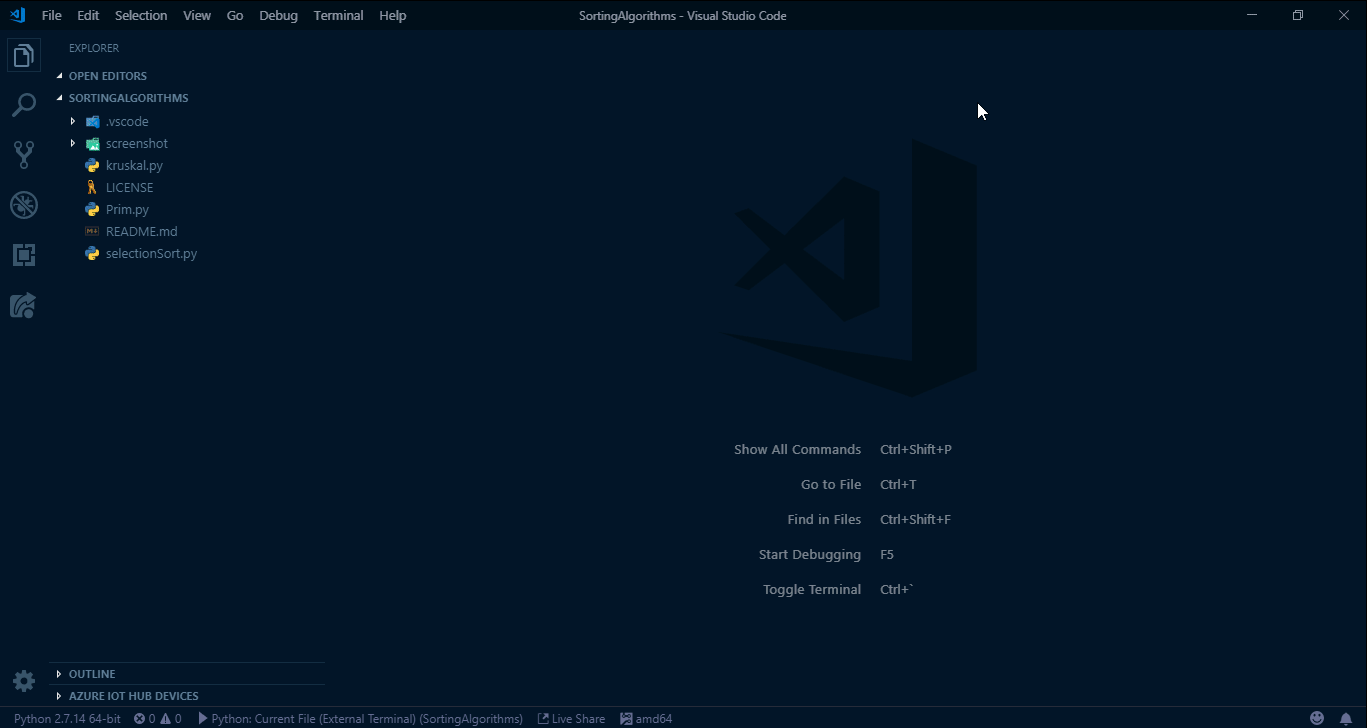 File Edit Selection View Go Debug Terminal Help SortingAlgorithms - Visual Studio Code
EXPLORER
OPEN EDITORS
SORTINGALGORITHMS
.vscode
screenshot
kruskal.py
LICENSE
Prim.py
README.md
selectionSort.py
Show All Commands Ctrl+Shift+P
Go to File Ctrl+T
Find in Files Ctrl+Shift+F
Start Debugging F5
Toggle Terminal Ctrl+`
OUTLINE
AZURE IOT HUB DEVICES
Python 2.7.14 64-bit 0 0 Python: Current File (External Terminal) (SortingAlgorithms) Live Share amd64